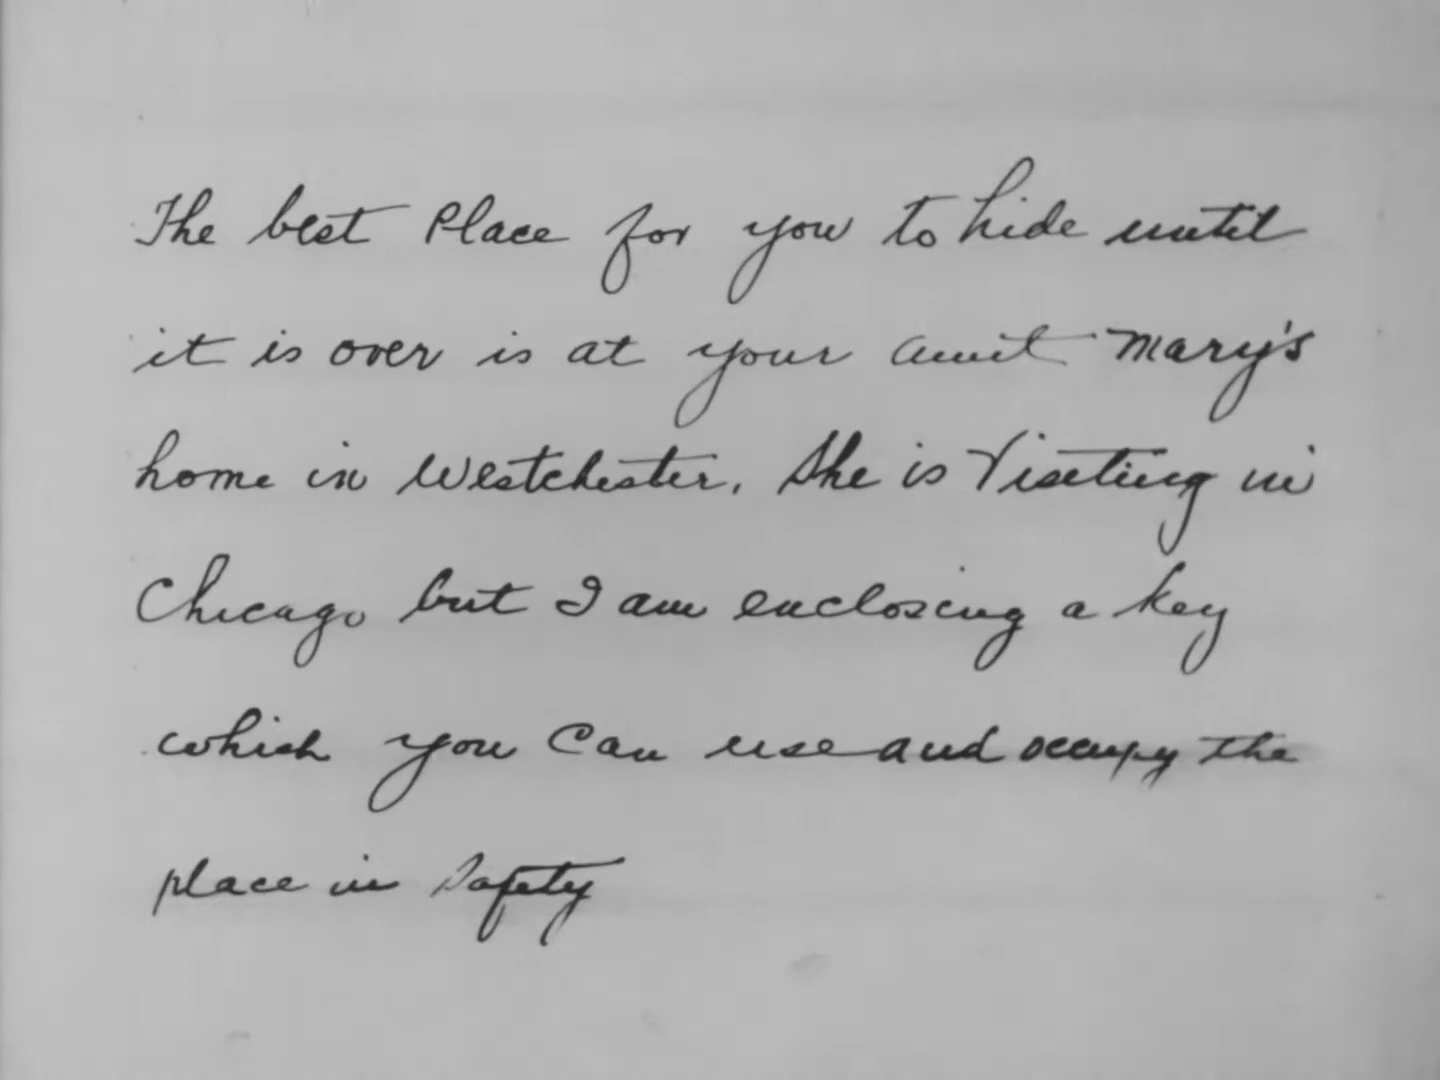 The best Place for you to hide until
it is over is at your aunt Mary's
home in Westchester. She is Visiting in
Chicago but I am enclosing a key
which you Can use and occupy the
place in Safety